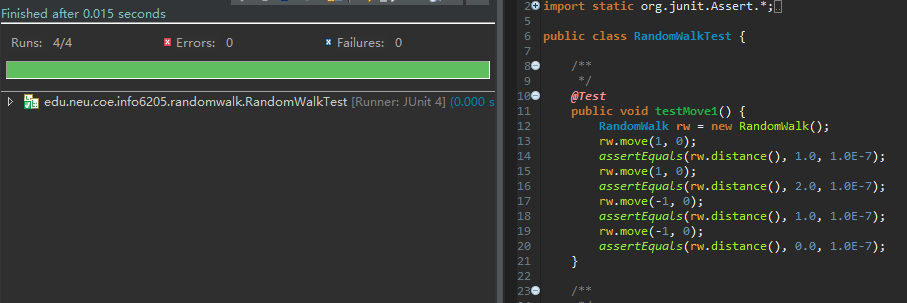 Finished after 0.015 seconds
Runs: 4/4 Errors: 0 Failures: 0
edu.neu.coe.info6205.randomwalk.RandomWalkTest [Runner: JUnit 4] (0.000 s
2 import static org.junit.Assert.*;
5
6 public class RandomWalkTest {
7
8 /**
9 */
10 @Test
11 public void testMove1() {
12 RandomWalk rw = new RandomWalk();
13 rw.move(1, 0);
14 assertEquals(rw.distance(), 1.0, 1.0E-7);
15 rw.move(1, 0);
16 assertEquals(rw.distance(), 2.0, 1.0E-7);
17 rw.move(-1, 0);
18 assertEquals(rw.distance(), 1.0, 1.0E-7);
19 rw.move(-1, 0);
20 assertEquals(rw.distance(), 0.0, 1.0E-7);
21 }
22
23 /**